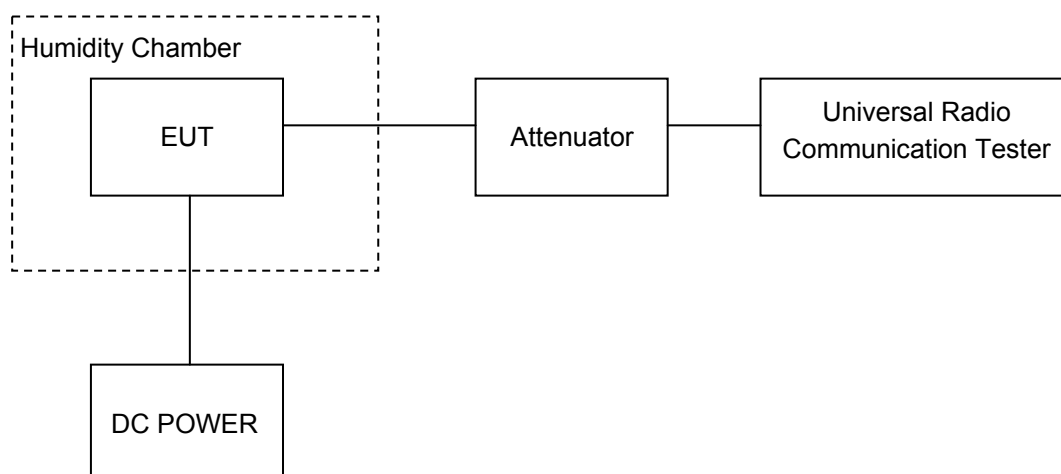 Humidity Chamber
EUT
Attenuator
Universal Radio
Communication Tester
DC POWER